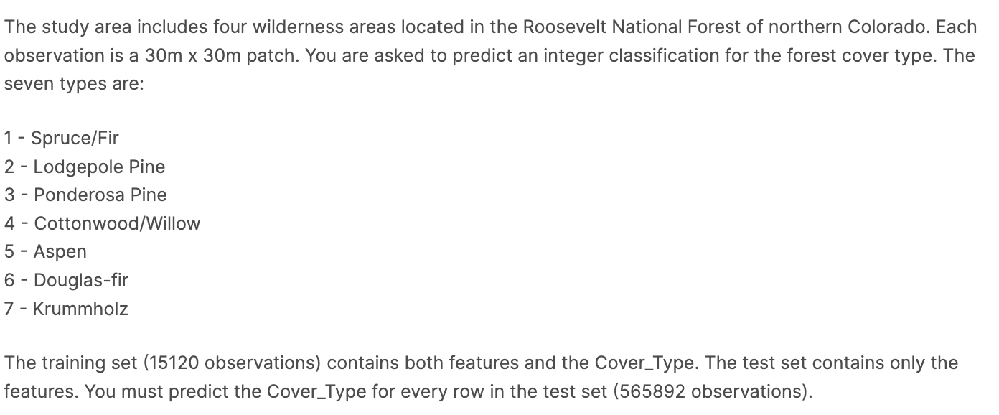 The study area includes four wilderness areas located in the Roosevelt National Forest of northern Colorado. Each
observation is a 30m x 30m patch. You are asked to predict an integer classification for the forest cover type. The
seven types are:
1 - Spruce/Fir
2 - Lodgepole Pine
3 - Ponderosa Pine
4 - Cottonwood/Willow
5 - Aspen
6 - Douglas-fir
7 - Krummholz
The training set (15120 observations) contains both features and the Cover_Type. The test set contains only the
features. You must predict the Cover_Type for every row in the test set (565892 observations).